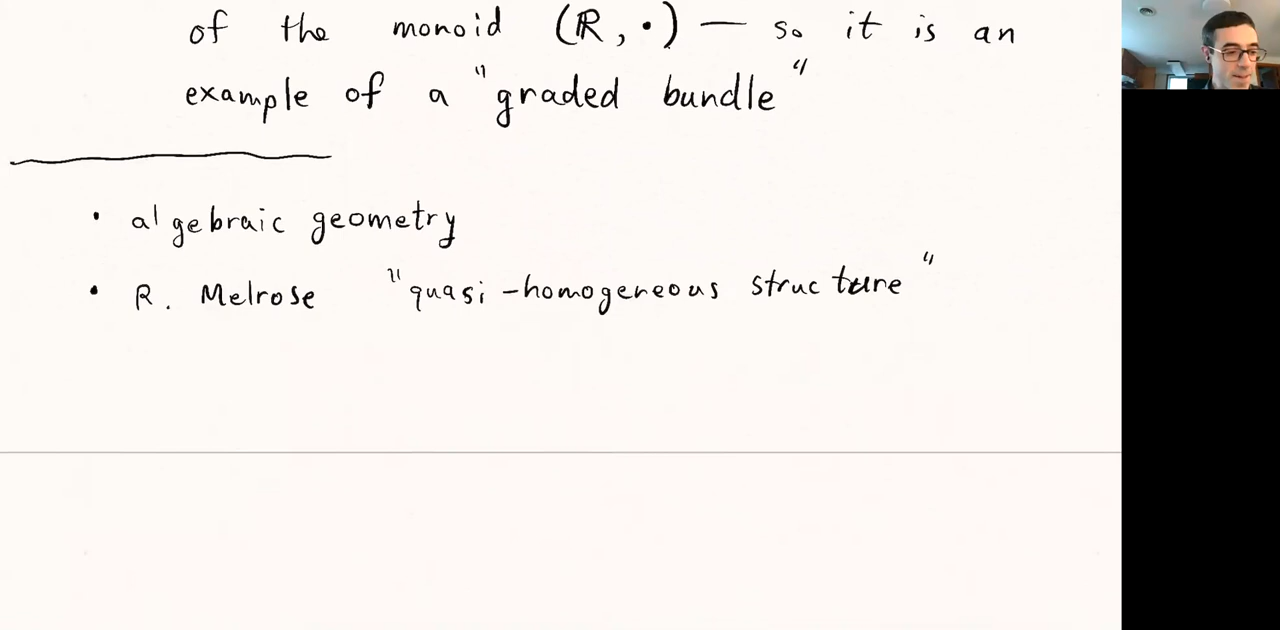 of the monoid (ℝ, ·) — so it is an
example of a "graded bundle"
· algebraic geometry
· R. Melrose "quasi-homogeneous structure"